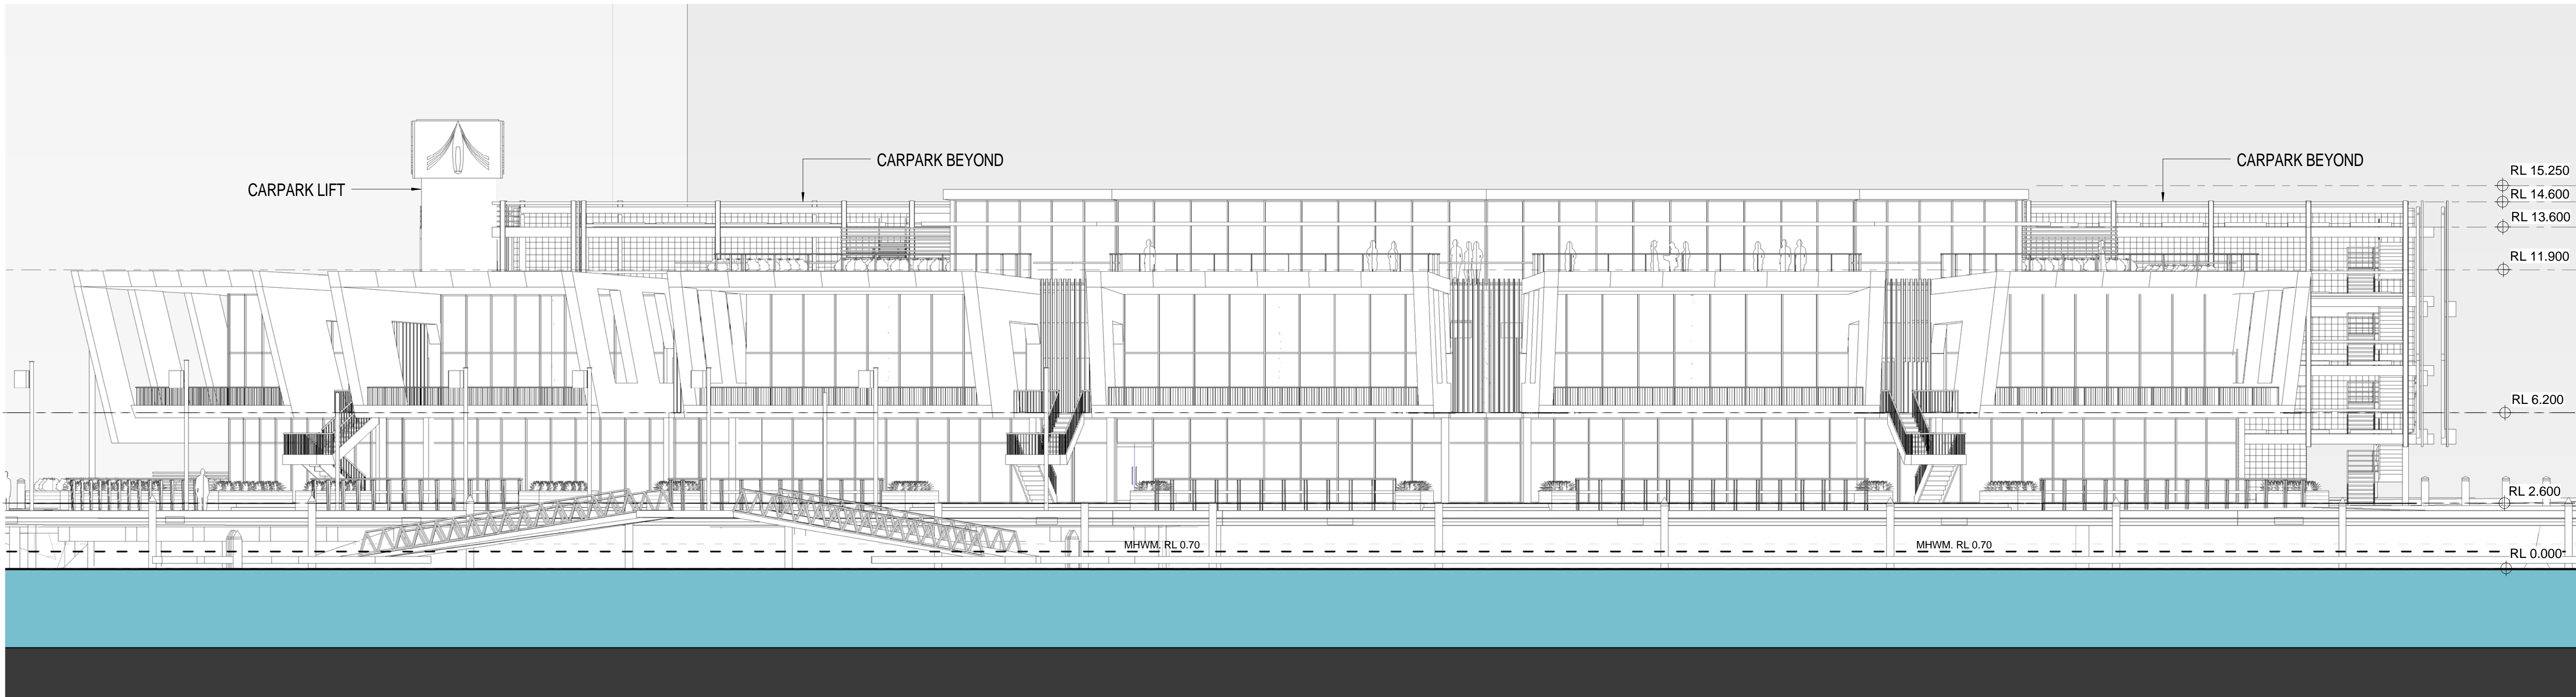 CARPARK LIFT
CARPARK BEYOND
CARPARK BEYOND
RL 15.250
RL 14.600
RL 13.600
RL 11.900
RL 6.200
RL 2.600
MHWM. RL 0.70
MHWM. RL 0.70
RL 0.000